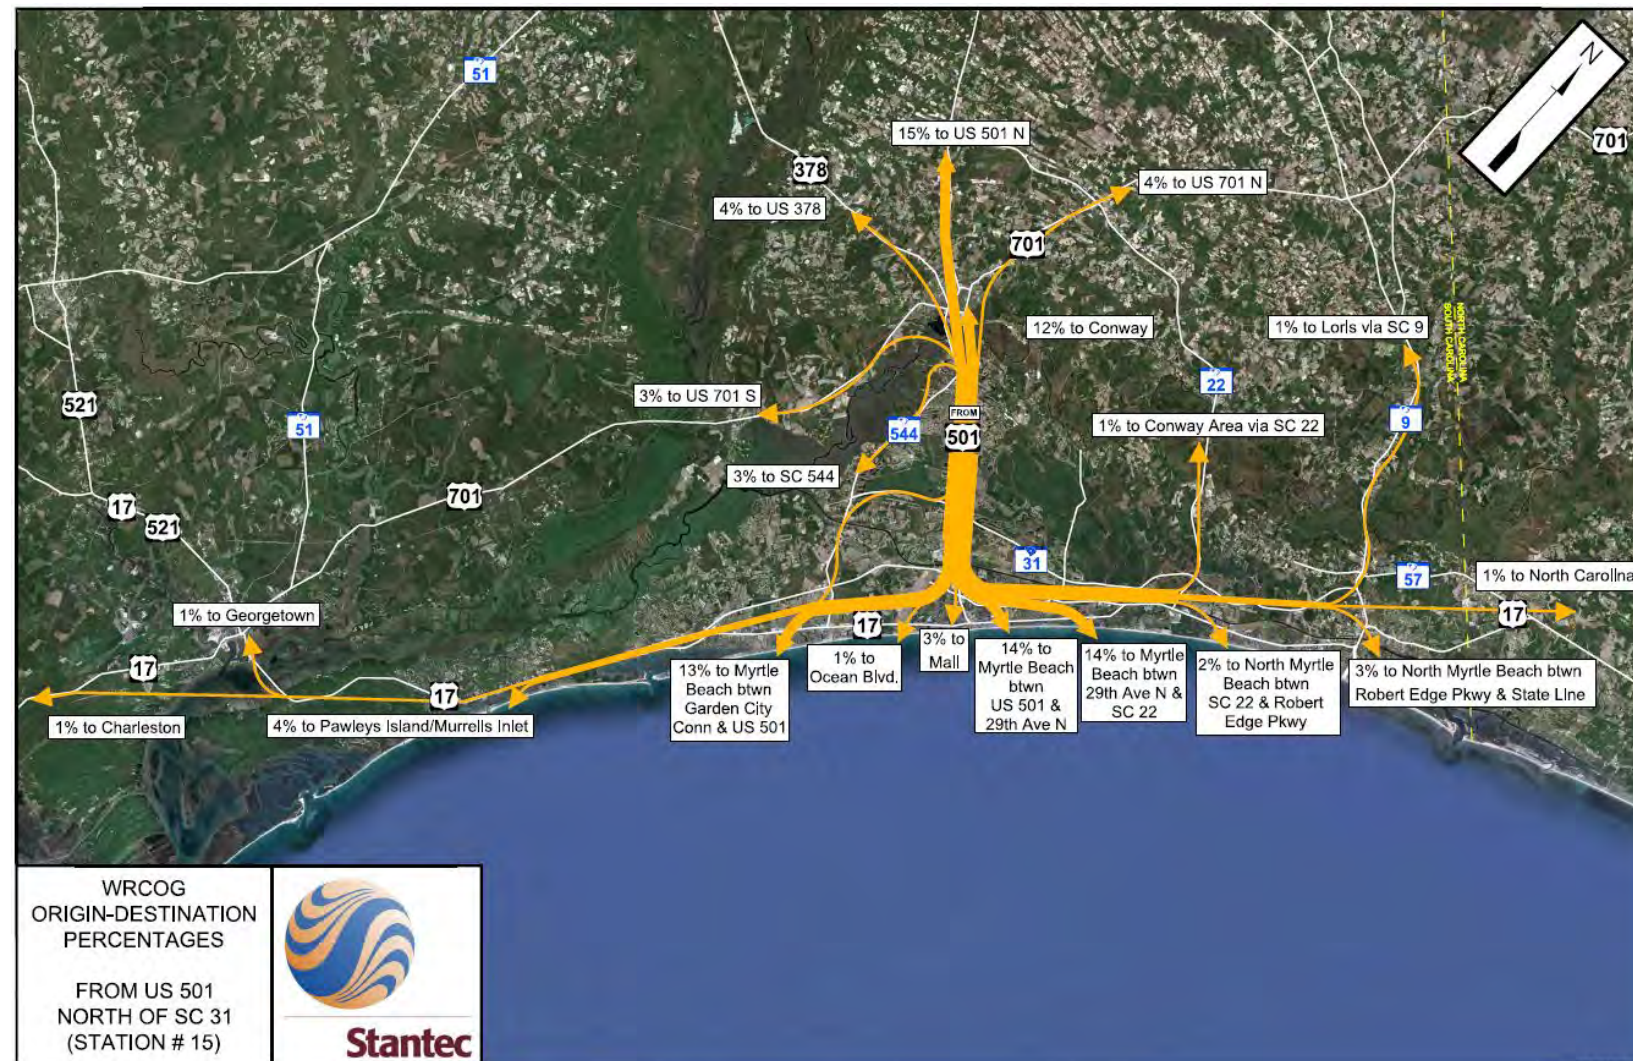 N
51
701
15% to US 501 N
378
4% to US 701 N
4% to US 378
701
12% to Conway
1% to Loris via SC 9
NORTH CAROLINA
SOUTH CAROLINA
22
521
3% to US 701 S
FROM
501
544
9
51
1% to Conway Area via SC 22
3% to SC 544
701
17
521
31
57
1% to North Carolina
1% to Georgetown
17
17
17
17
1% to Charleston
4% to Pawleys Island/Murrells Inlet
13% to Myrtle
Beach btwn
Garden City
Conn & US 501
1% to
Ocean Blvd.
3% to
Mall
14% to
Myrtle Beach
btwn
US 501 &
29th Ave N
14% to Myrtle
Beach btwn
29th Ave N &
SC 22
2% to North Myrtle
Beach btwn
SC 22 & Robert
Edge Pkwy
3% to North Myrtle Beach btwn
Robert Edge Pkwy & State Line
WRCOG
ORIGIN-DESTINATION
PERCENTAGES
FROM US 501
NORTH OF SC 31
(STATION # 15)
Stantec